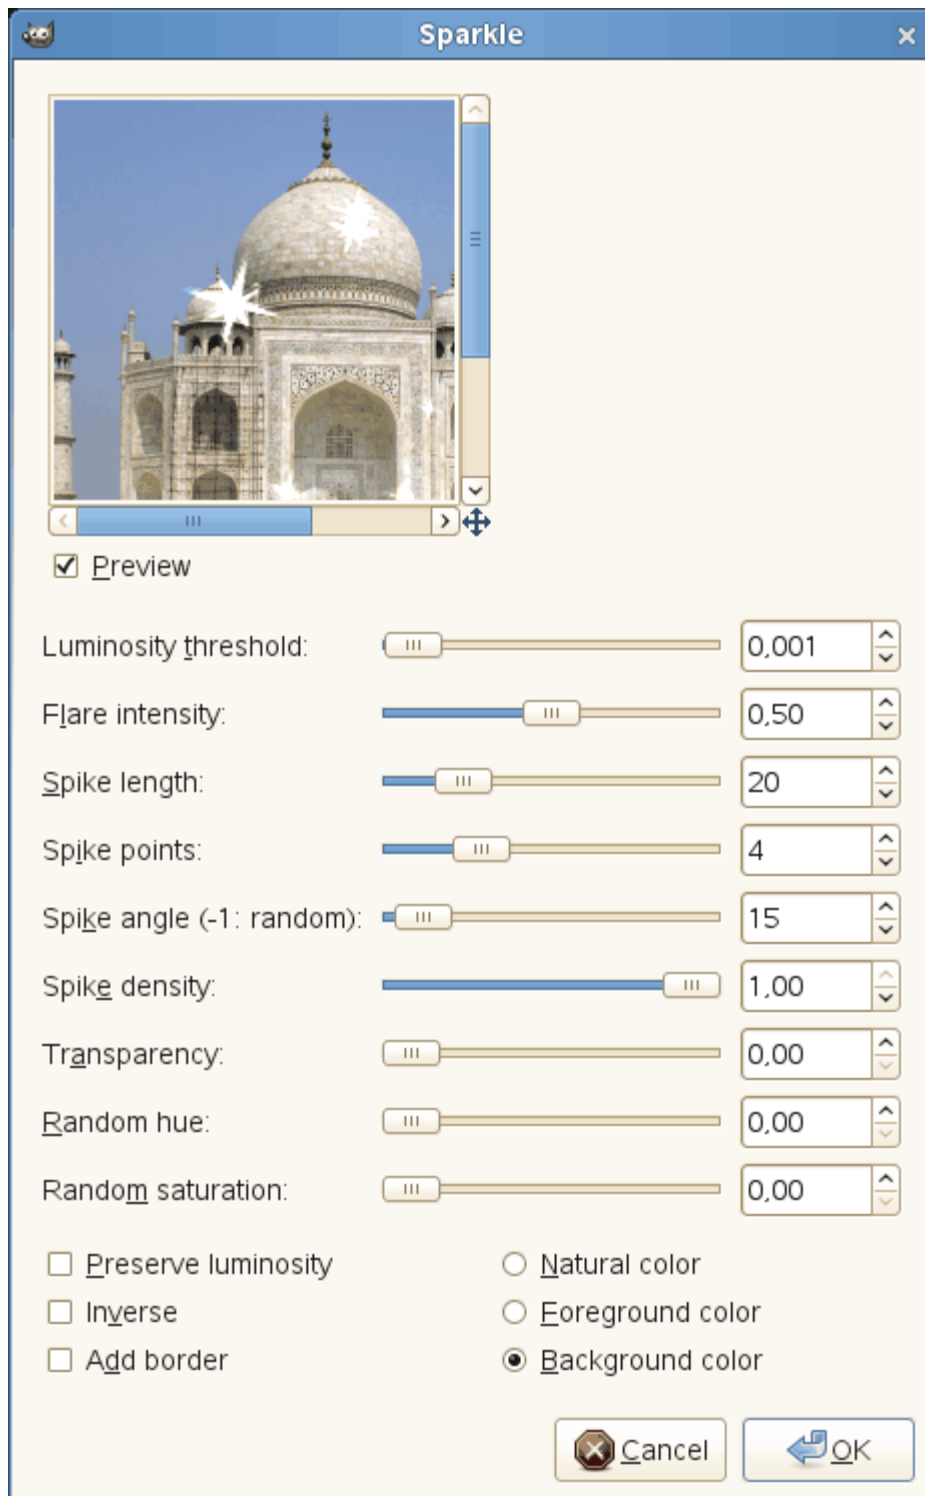 Sparkle
Preview
Luminosity threshold: 0,001
Flare intensity: 0,50
Spike length: 20
Spike points: 4
Spike angle (-1: random): 15
Spike density: 1,00
Transparency: 0,00
Random hue: 0,00
Random saturation: 0,00
Preserve luminosity Natural color
Inverse Foreground color
Add border Background color
Cancel OK